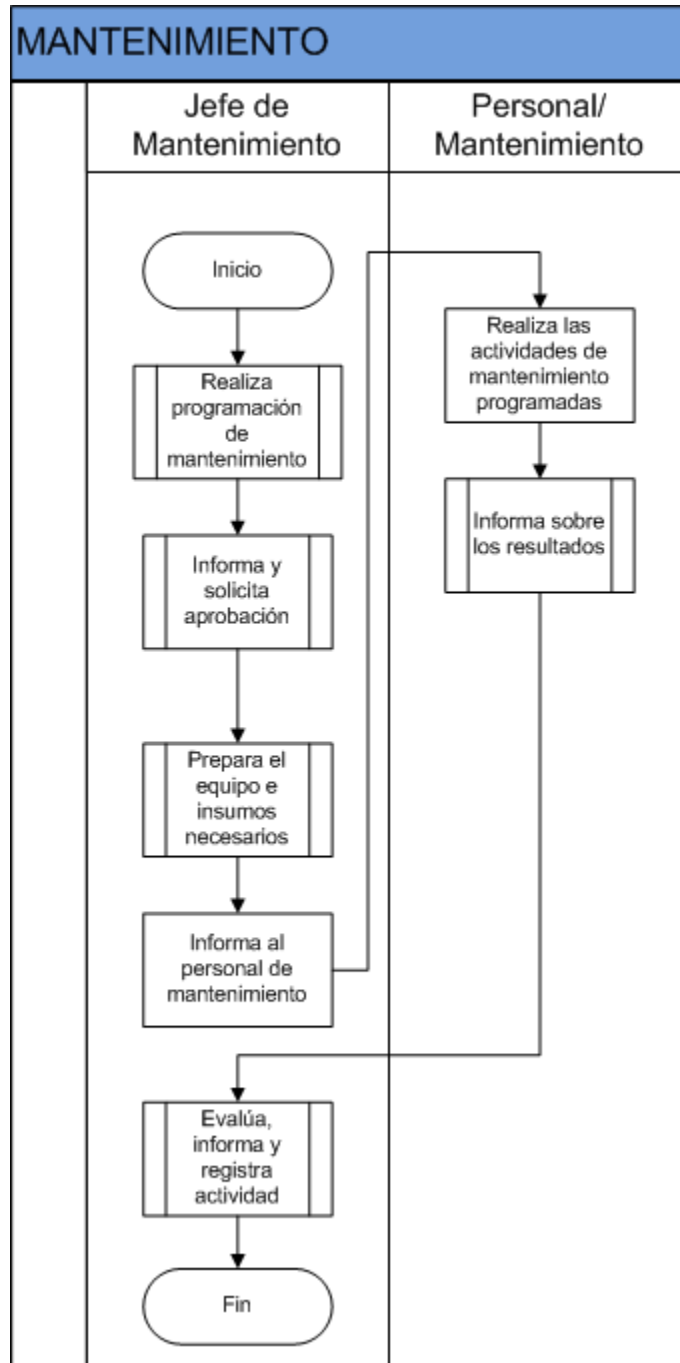 MANTENIMIENTO
Jefe de
Mantenimiento
Personal/
Mantenimiento
Inicio
Realiza
programación
de
mantenimiento
Informa y
solicita
aprobación
Prepara el
equipo e
insumos
necesarios
Informa al
personal de
mantenimiento
Realiza las
actividades de
mantenimiento
programadas
Informa sobre
los resultados
Evalúa,
informa y
registra
actividad
Fin